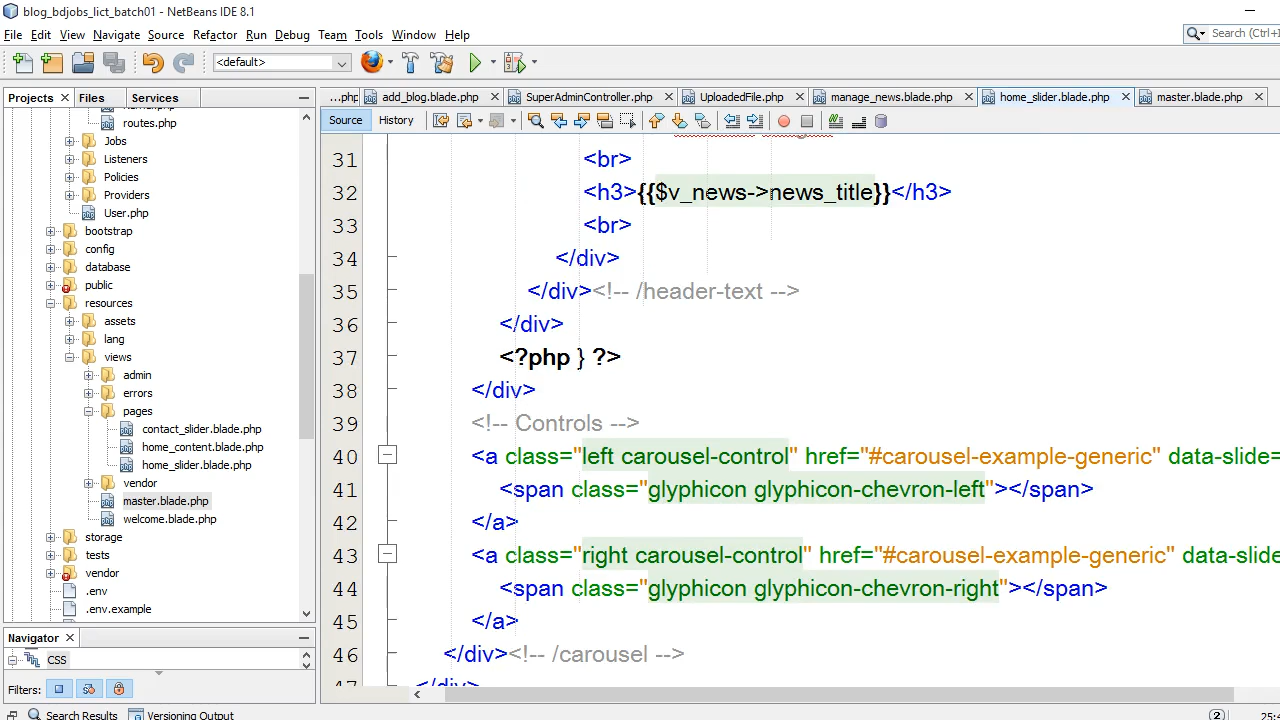 blog_bdjobs_lict_batch01 - NetBeans IDE 8.1
File Edit View Navigate Source Refactor Run Debug Team Tools Window Help
Search (Ctrl+I
<default>
Projects Files Services
...php add_blog.blade.php SuperAdminController.php UploadedFile.php manage_news.blade.php home_slider.blade.php master.blade.php
Source History
routes.php
Jobs
Listeners
Policies
Providers
User.php
bootstrap
config
database
public
resources
assets
lang
views
admin
errors
pages
contact_slider.blade.php
home_content.blade.php
home_slider.blade.php
vendor
master.blade.php
welcome.blade.php
storage
tests
vendor
.env
.env.example
Navigator
CSS
Filters:
31 <br>
32 <h3>{{$v_news->news_title}}</h3>
33 <br>
34 </div>
35 </div><!-- /header-text -->
36 </div>
37 <?php } ?>
38 </div>
39 <!-- Controls -->
40 <a class="left carousel-control" href="#carousel-example-generic" data-slide=
41 <span class="glyphicon glyphicon-chevron-left"></span>
42 </a>
43 <a class="right carousel-control" href="#carousel-example-generic" data-slide
44 <span class="glyphicon glyphicon-chevron-right"></span>
45 </a>
46 </div><!-- /carousel -->
47 </div>
Search Results Versioning Output
2
25:4